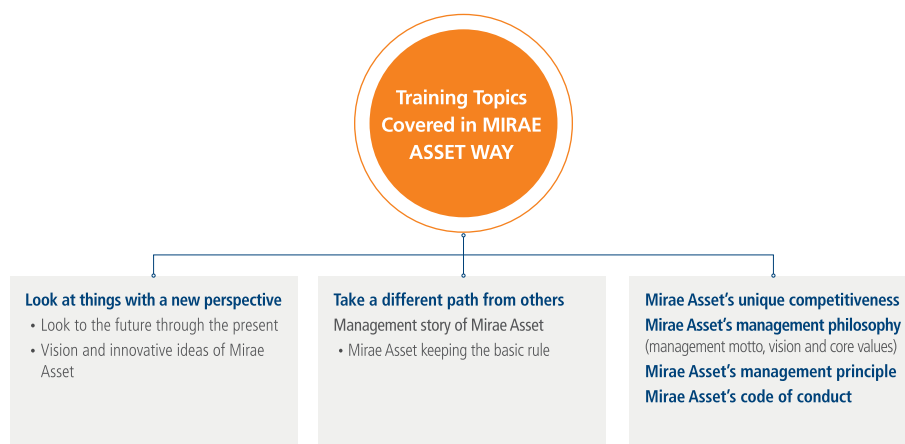 Training Topics
Covered in MIRAE
ASSET WAY
Look at things with a new perspective
• Look to the future through the present
• Vision and innovative ideas of Mirae
Asset
Take a different path from others
Management story of Mirae Asset
• Mirae Asset keeping the basic rule
Mirae Asset’s unique competitiveness
Mirae Asset’s management philosophy
(management motto, vision and core values)
Mirae Asset’s management principle
Mirae Asset’s code of conduct